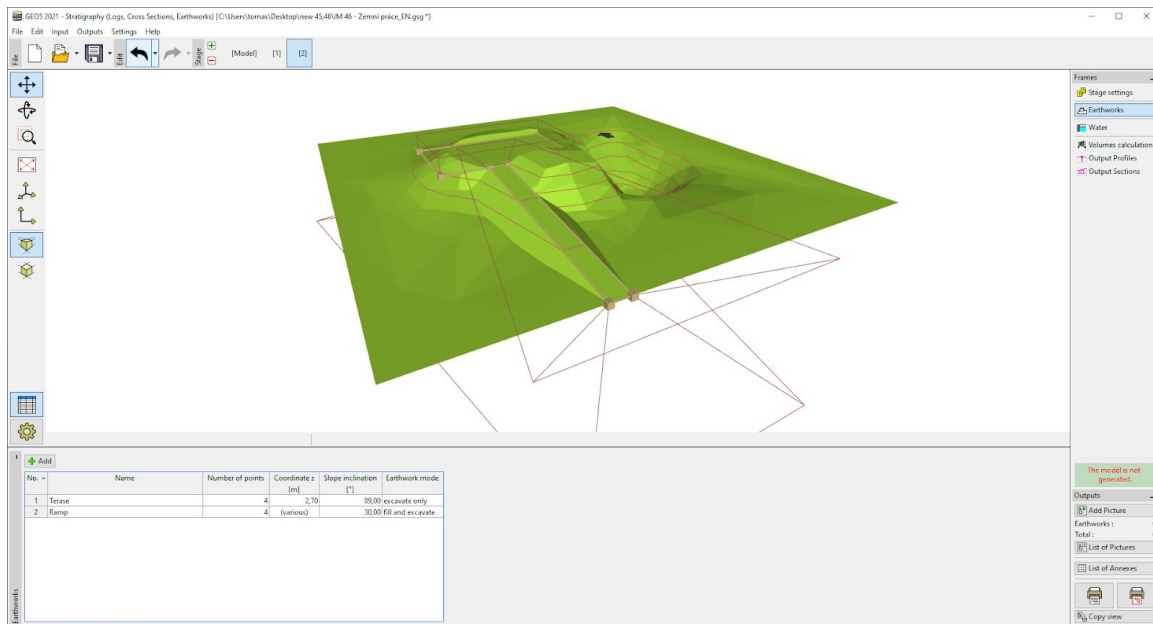 GEO5 2021 - Stratigraphy (Logs, Cross Sections, Earthworks) [C:\Users\tomas\Desktop\new 45,46\IM 46 - Zemní práce_EN.gsg *]
File Edit Input Outputs Settings Help
File
Edit
Stage
[Model] [1] [2]
Frames
Stage settings
Earthworks
Water
Volumes calculation
Output Profiles
Output Sections
Add
No. Name Number of points Coordinate z Slope inclination Earthwork mode
[m] [°]
1 Terase 4 2,70 89,00 excavate only
2 Ramp 4 (various) 30,00 fill and excavate
Earthworks
The model is not
generated.
Outputs
Add Picture
Earthworks :
Total :
List of Pictures
List of Annexes
Copy view